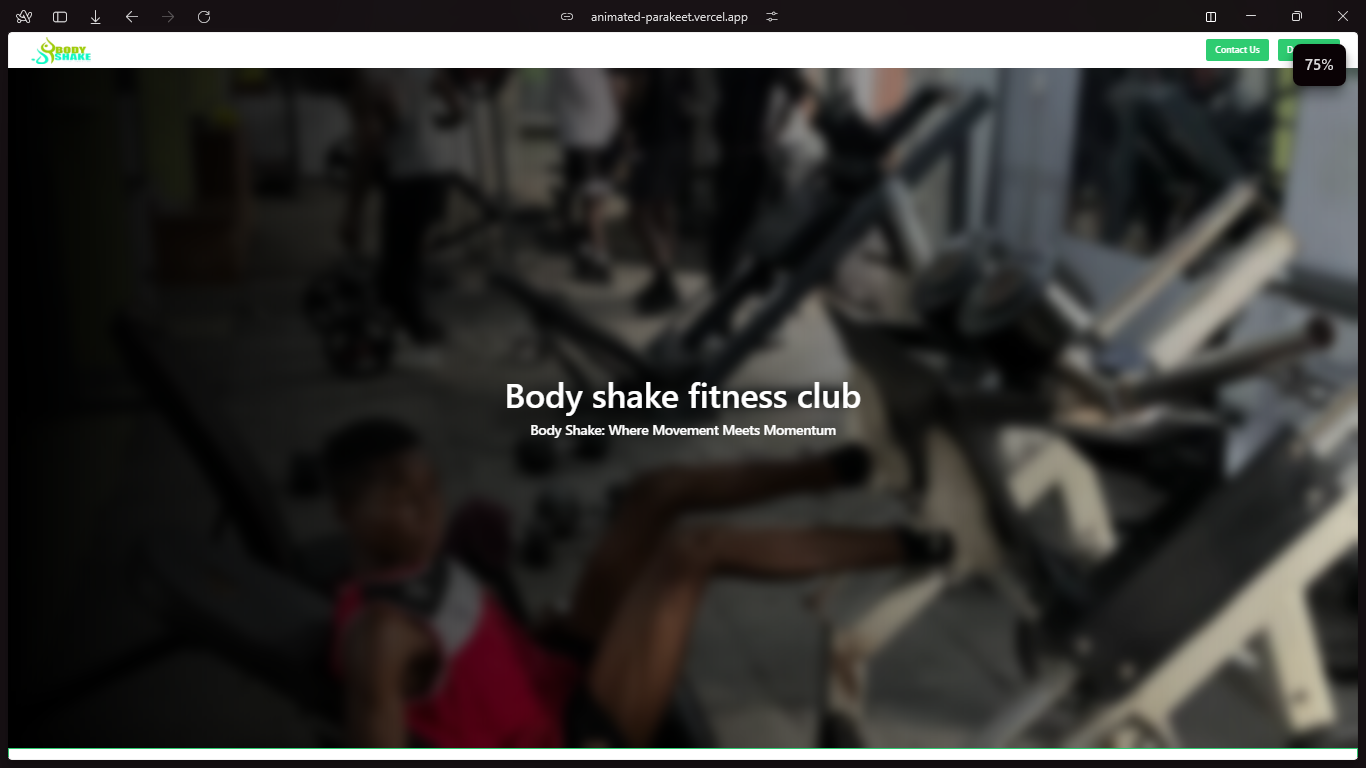 animated-parakeet.vercel.app
BODY
SHAKE
Contact Us
75%
Body shake fitness club
Body Shake: Where Movement Meets Momentum